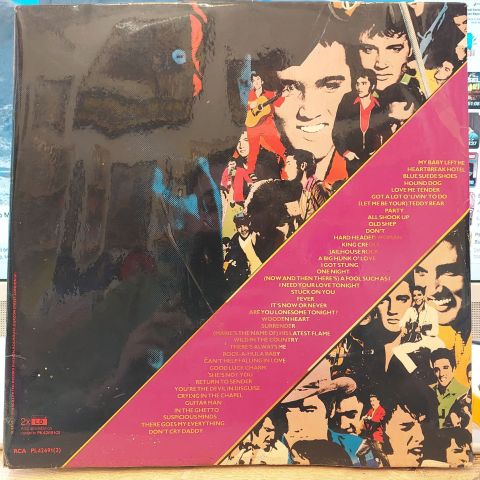 MY BABY LEFT ME
HEARTBREAK HOTEL
BLUE SUEDE SHOES
HOUND DOG
LOVE ME TENDER
GOT A LOT O'LIVIN' TO DO
(LET ME BE YOUR) TEDDY BEAR
PARTY
ALL SHOOK UP
OLD SHEP
DON'T
HARD HEADED WOMAN
KING CREOLE
JAILHOUSE ROCK
A BIG HUNK O' LOVE
I GOT STUNG
ONE NIGHT
(NOW AND THEN THERE'S) A FOOL SUCH AS I
I NEED YOUR LOVE TONIGHT
STUCK ON YOU
FEVER
IT'S NOW OR NEVER
ARE YOU LONESOME TONIGHT?
WOODEN HEART
SURRENDER
(MARIE'S THE NAME OF) HIS LATEST FLAME
WILD IN THE COUNTRY
THERE'S ALWAYS ME
ROCK-A-HULA BABY
CAN'T HELP FALLING IN LOVE
GOOD LUCK CHARM
SHE'S NOT YOU
RETURN TO SENDER
YOU'RE THE DEVIL IN DISGUISE
CRYING IN THE CHAPEL
GUITAR MAN
IN THE GHETTO
SUSPICIOUS MINDS
THERE GOES MY EVERYTHING
DON'T CRY DADDY
2x
RCA PL42691(2)